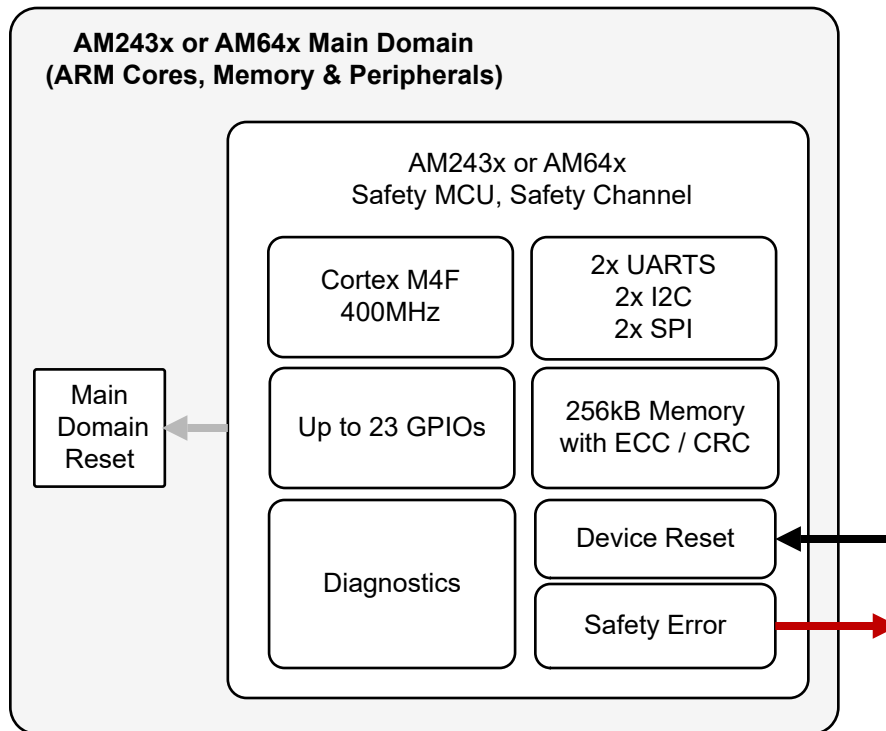 AM243x or AM64x Main Domain
(ARM Cores, Memory & Peripherals)
AM243x or AM64x
Safety MCU, Safety Channel
Cortex M4F
400MHz
2x UARTS
2x I2C
2x SPI
Main
Domain
Reset
Up to 23 GPIOs
256kB Memory
with ECC / CRC
Diagnostics
Device Reset
Safety Error